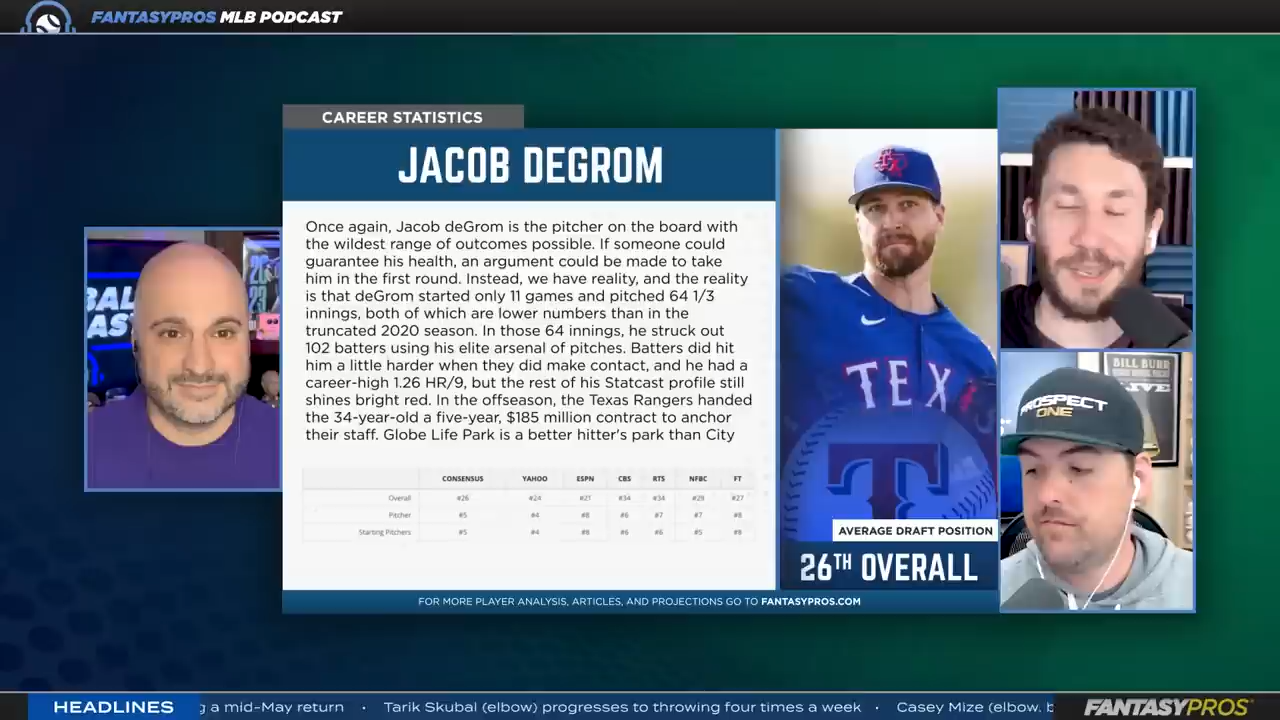 FANTASYPROS MLB PODCAST
CAREER STATISTICS
JACOB DEGROM
Once again, Jacob deGrom is the pitcher on the board with
the wildest range of outcomes possible. If someone could
guarantee his health, an argument could be made to take
him in the first round. Instead, we have reality, and the reality
is that deGrom started only 11 games and pitched 64 1/3
innings, both of which are lower numbers than in the
truncated 2020 season. In those 64 innings, he struck out
102 batters using his elite arsenal of pitches. Batters did hit
him a little harder when they did make contact, and he had a
career-high 1.26 HR/9, but the rest of his Statcast profile still
shines bright red. In the offseason, the Texas Rangers handed
the 34-year-old a five-year, $185 million contract to anchor
their staff. Globe Life Park is a better hitter's park than City
CONSENSUS YAHOO ESPN CBS RTS NFBC FT
Overall #26 #24 #21 #34 #34 #29 #27
Pitcher #5 #4 #8 #6 #7 #7 #8
Starting Pitchers #5 #4 #8 #6 #6 #5 #8
TEX
T
AVERAGE DRAFT POSITION
26TH OVERALL
FOR MORE PLAYER ANALYSIS, ARTICLES, AND PROJECTIONS GO TO FANTASYPROS.COM
BILL BURR
LIVE
PROSPECT
ONE
HEADLINES
g a mid-May return · Tarik Skubal (elbow) progresses to throwing four times a week · Casey Mize (elbow. b
FANTASYPROS